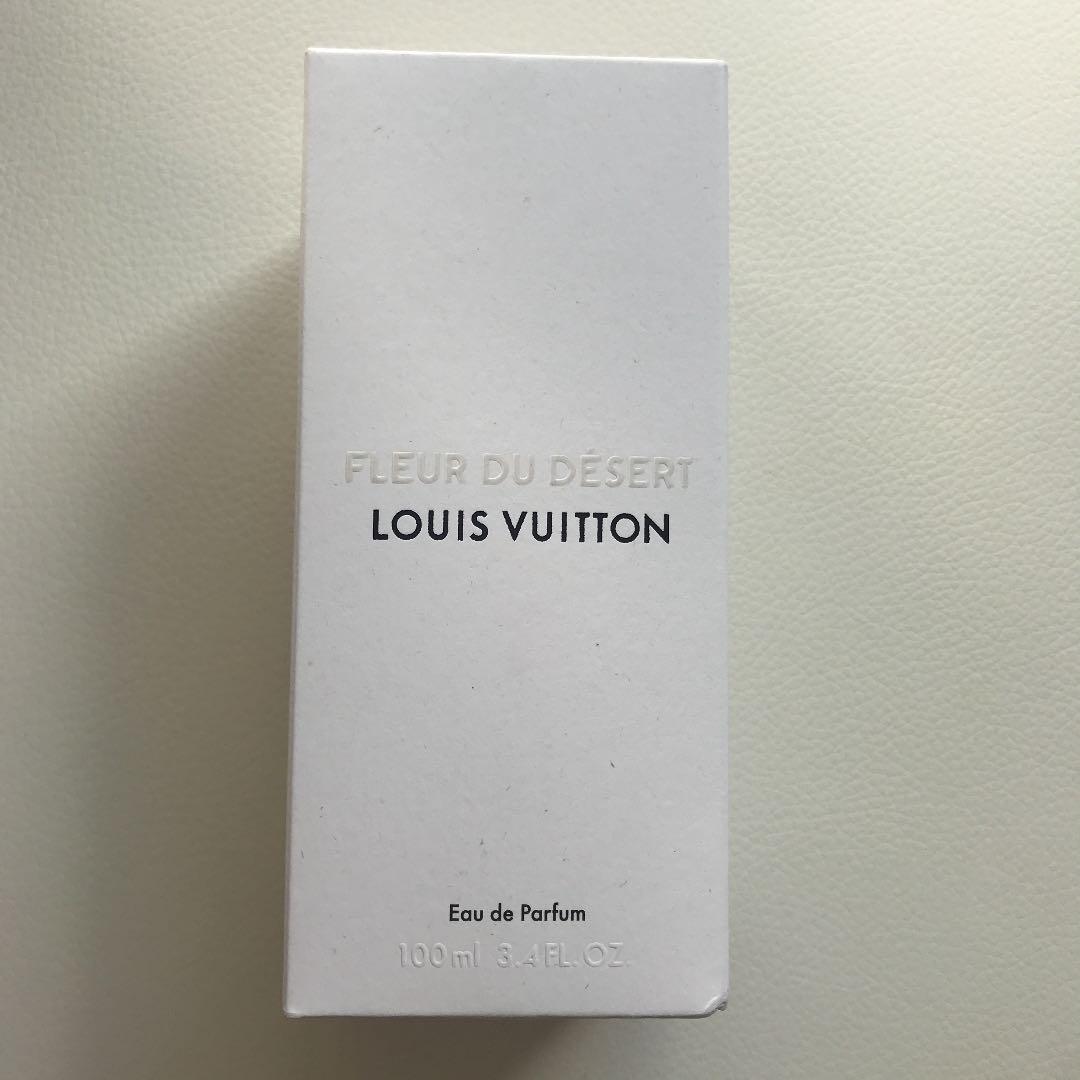 FLEUR DU DÉSERT
LOUIS VUITTON
Eau de Parfum
100ml 3.4FL.OZ.